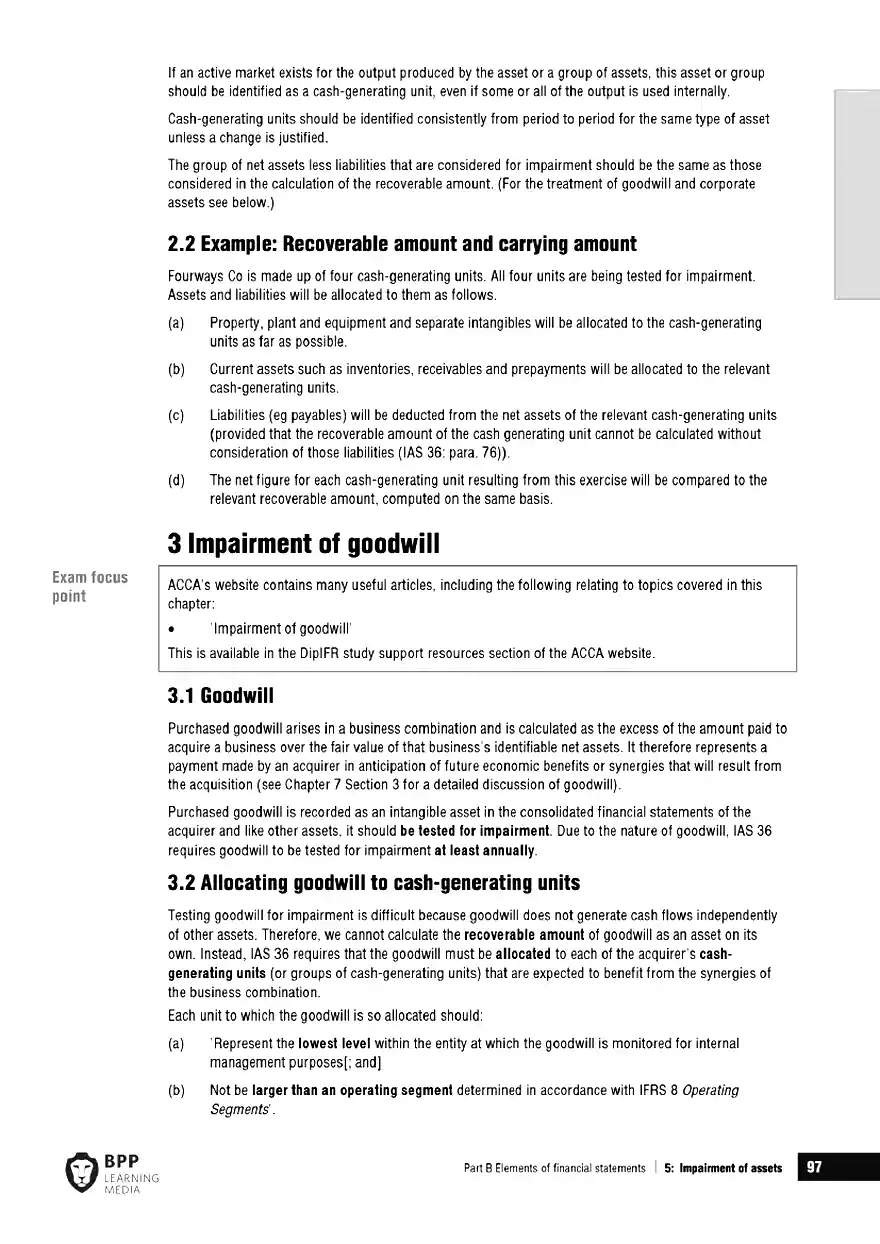 If an active market exists for the output produced by the asset or a group of assets, this asset or group
should be identified as a cash-generating unit, even if some or all of the output is used internally.
Cash-generating units should be identified consistently from period to period for the same type of asset
unless a change is justified.
The group of net assets less liabilities that are considered for impairment should be the same as those
considered in the calculation of the recoverable amount. (For the treatment of goodwill and corporate
assets see below.)
2.2 Example: Recoverable amount and carrying amount
Fourways Co is made up of four cash-generating units. All four units are being tested for impairment.
Assets and liabilities will be allocated to them as follows.
(a) Property, plant and equipment and separate intangibles will be allocated to the cash-generating
units as far as possible.
(b) Current assets such as inventories, receivables and prepayments will be allocated to the relevant
cash-generating units.
(c) Liabilities (eg payables) will be deducted from the net assets of the relevant cash-generating units
(provided that the recoverable amount of the cash generating unit cannot be calculated without
consideration of those liabilities (IAS 36: para. 76)).
(d) The net figure for each cash-generating unit resulting from this exercise will be compared to the
relevant recoverable amount, computed on the same basis.
3 Impairment of goodwill
Exam focus
point
ACCA's website contains many useful articles, including the following relating to topics covered in this
chapter:
• 'Impairment of goodwill'
This is available in the DipIFR study support resources section of the ACCA website.
3.1 Goodwill
Purchased goodwill arises in a business combination and is calculated as the excess of the amount paid to
acquire a business over the fair value of that business's identifiable net assets. It therefore represents a
payment made by an acquirer in anticipation of future economic benefits or synergies that will result from
the acquisition (see Chapter 7 Section 3 for a detailed discussion of goodwill).
Purchased goodwill is recorded as an intangible asset in the consolidated financial statements of the
acquirer and like other assets, it should be tested for impairment. Due to the nature of goodwill, IAS 36
requires goodwill to be tested for impairment at least annually.
3.2 Allocating goodwill to cash-generating units
Testing goodwill for impairment is difficult because goodwill does not generate cash flows independently
of other assets. Therefore, we cannot calculate the recoverable amount of goodwill as an asset on its
own. Instead, IAS 36 requires that the goodwill must be allocated to each of the acquirer's cash-
generating units (or groups of cash-generating units) that are expected to benefit from the synergies of
the business combination.
Each unit to which the goodwill is so allocated should:
(a) 'Represent the lowest level within the entity at which the goodwill is monitored for internal
management purposes[; and]
(b) Not be larger than an operating segment determined in accordance with IFRS 8 Operating
Segments'.
BPP
LEARNING
MEDIA
Part B Elements of financial statements | 5: Impairment of assets 97